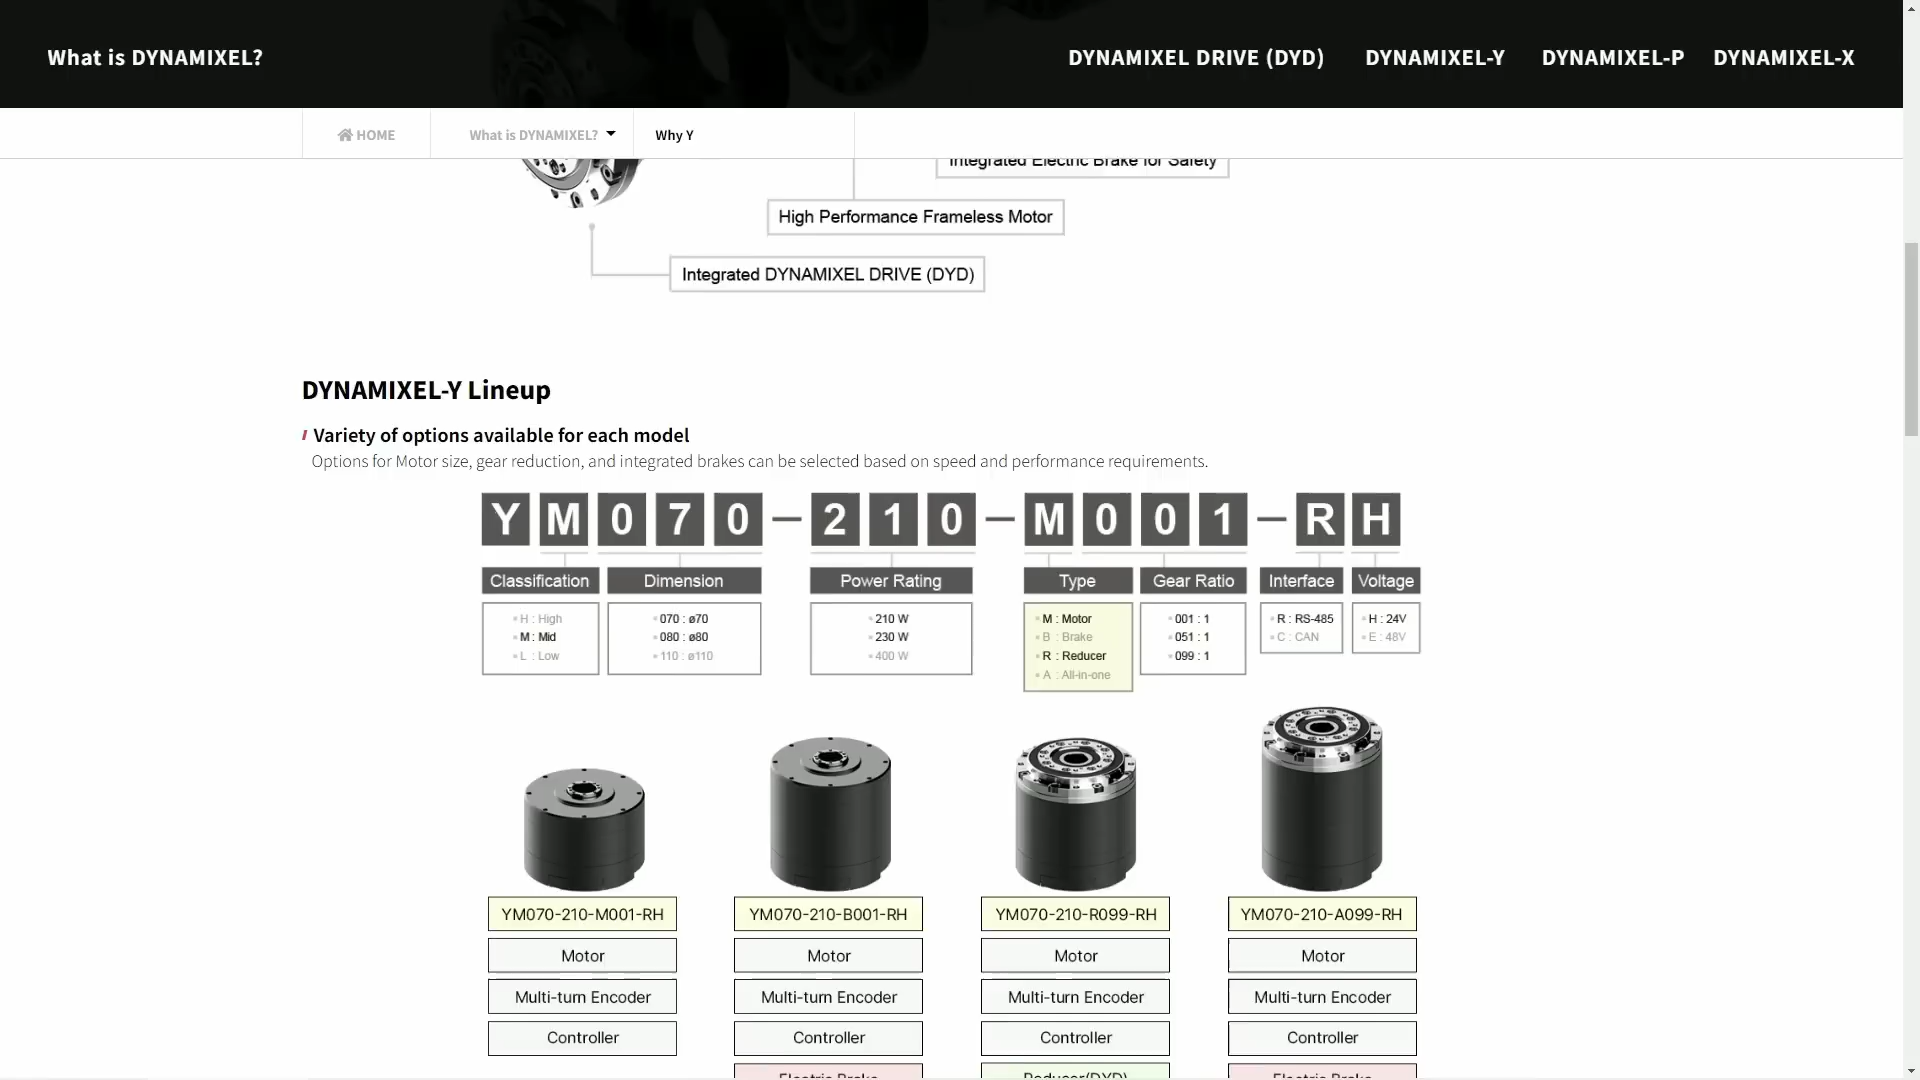 What is DYNAMIXEL?
DYNAMIXEL DRIVE (DYD) DYNAMIXEL-Y DYNAMIXEL-P DYNAMIXEL-X
HOME What is DYNAMIXEL? Why Y
Integrated Electric Brake for Safety
High Performance Frameless Motor
Integrated DYNAMIXEL DRIVE (DYD)
DYNAMIXEL-Y Lineup
Variety of options available for each model
Options for Motor size, gear reduction, and integrated brakes can be selected based on speed and performance requirements.
Y M 0 7 0 - 2 1 0 - M 0 0 1 - R H
Classification Dimension Power Rating Type Gear Ratio Interface Voltage
H : High 070 : ø70 210 W M : Motor 001 : 1 R : RS-485 H : 24V
M : Mid 080 : ø80 230 W B : Brake 051 : 1 C : CAN E : 48V
L : Low 110 : ø110 400 W R : Reducer 099 : 1
A : All-in-one
YM070-210-M001-RH YM070-210-B001-RH YM070-210-R099-RH YM070-210-A099-RH
Motor Motor Motor Motor
Multi-turn Encoder Multi-turn Encoder Multi-turn Encoder Multi-turn Encoder
Controller Controller Controller Controller
Electric Brake Reducer(DYD) Electric Brake